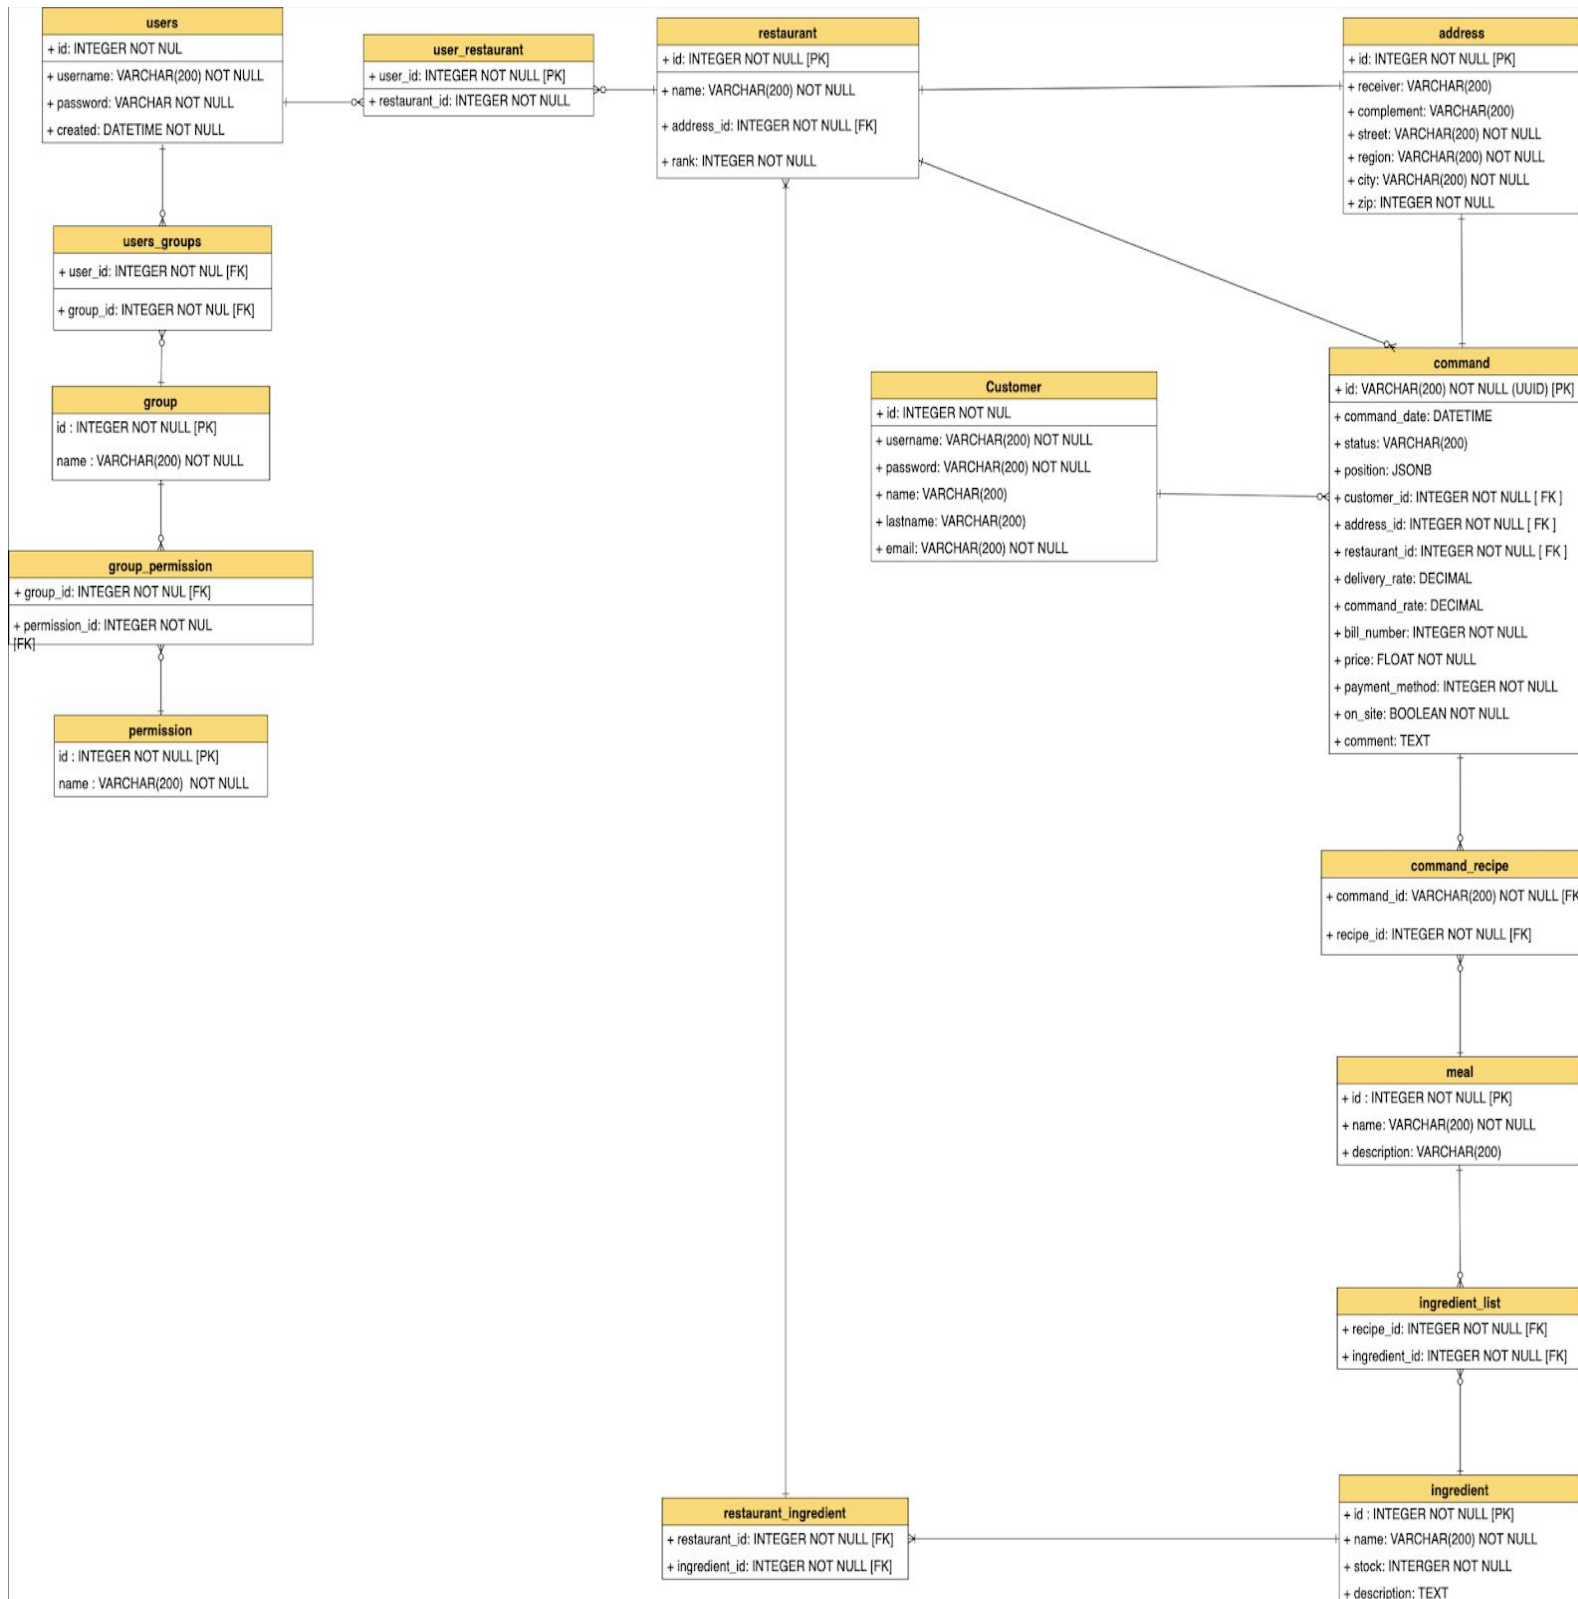 users
+ id: INTEGER NOT NUL
+ username: VARCHAR(200) NOT NULL
+ password: VARCHAR NOT NULL
+ created: DATETIME NOT NULL
user_restaurant
+ user_id: INTEGER NOT NULL [PK]
+ restaurant_id: INTEGER NOT NULL
restaurant
+ id: INTEGER NOT NULL [PK]
+ name: VARCHAR(200) NOT NULL
+ address_id: INTEGER NOT NULL [FK]
+ rank: INTEGER NOT NULL
address
+ id: INTEGER NOT NULL [PK]
+ receiver: VARCHAR(200)
+ complement: VARCHAR(200)
+ street: VARCHAR(200) NOT NULL
+ region: VARCHAR(200) NOT NULL
+ city: VARCHAR(200) NOT NULL
+ zip: INTEGER NOT NULL
users_groups
+ user_id: INTEGER NOT NUL [FK]
+ group_id: INTEGER NOT NUL [FK]
group
id : INTEGER NOT NULL [PK]
name : VARCHAR(200) NOT NULL
group_permission
+ group_id: INTEGER NOT NUL [FK]
+ permission_id: INTEGER NOT NUL
[FK]
permission
id : INTEGER NOT NULL [PK]
name : VARCHAR(200) NOT NULL
Customer
+ id: INTEGER NOT NUL
+ username: VARCHAR(200) NOT NULL
+ password: VARCHAR(200) NOT NULL
+ name: VARCHAR(200)
+ lastname: VARCHAR(200)
+ email: VARCHAR(200) NOT NULL
command
+ id: VARCHAR(200) NOT NULL (UUID) [PK]
+ command_date: DATETIME
+ status: VARCHAR(200)
+ position: JSONB
+ customer_id: INTEGER NOT NULL [ FK ]
+ address_id: INTEGER NOT NULL [ FK ]
+ restaurant_id: INTEGER NOT NULL [ FK ]
+ delivery_rate: DECIMAL
+ command_rate: DECIMAL
+ bill_number: INTEGER NOT NULL
+ price: FLOAT NOT NULL
+ payment_method: INTEGER NOT NULL
+ on_site: BOOLEAN NOT NULL
+ comment: TEXT
command_recipe
+ command_id: VARCHAR(200) NOT NULL [FK
+ recipe_id: INTEGER NOT NULL [FK]
meal
+ id : INTEGER NOT NULL [PK]
+ name: VARCHAR(200) NOT NULL
+ description: VARCHAR(200)
ingredient_list
+ recipe_id: INTEGER NOT NULL [FK]
+ ingredient_id: INTEGER NOT NULL [FK]
restaurant_ingredient
+ restaurant_id: INTEGER NOT NULL [FK]
+ ingredient_id: INTEGER NOT NULL [FK]
ingredient
+ id : INTEGER NOT NULL [PK]
+ name: VARCHAR(200) NOT NULL
+ stock: INTERGER NOT NULL
+ description: TEXT